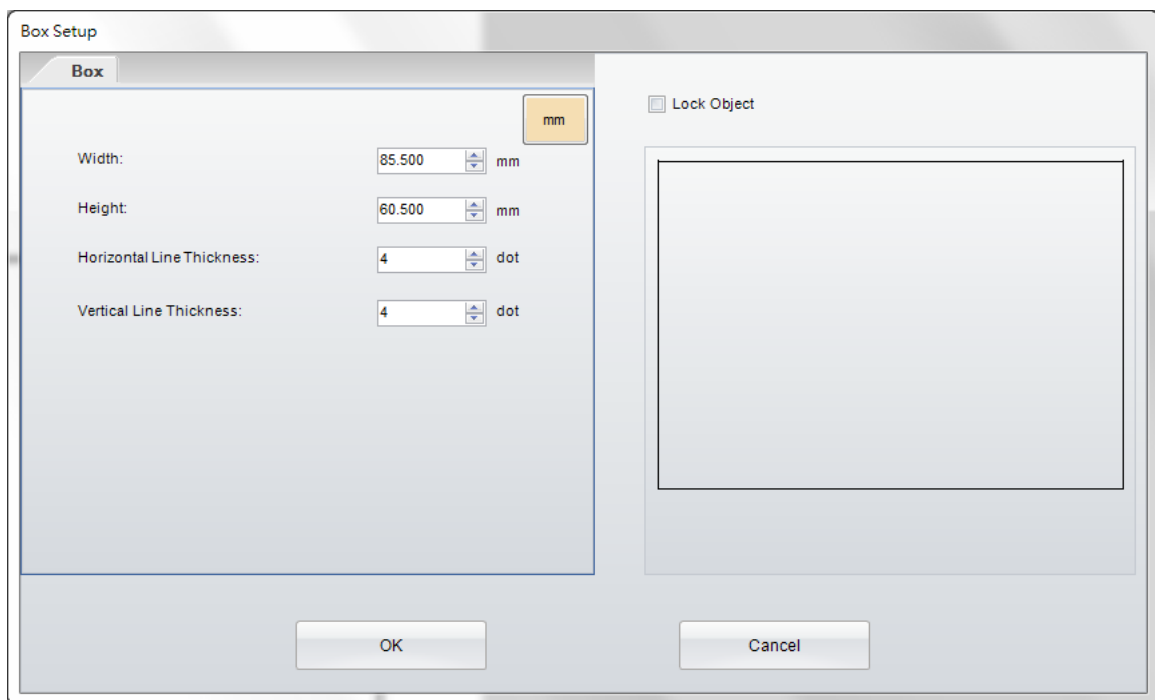 Box Setup
Box
mm
Width: 85.500 mm
Height: 60.500 mm
Horizontal Line Thickness: 4 dot
Vertical Line Thickness: 4 dot
Lock Object
OK Cancel